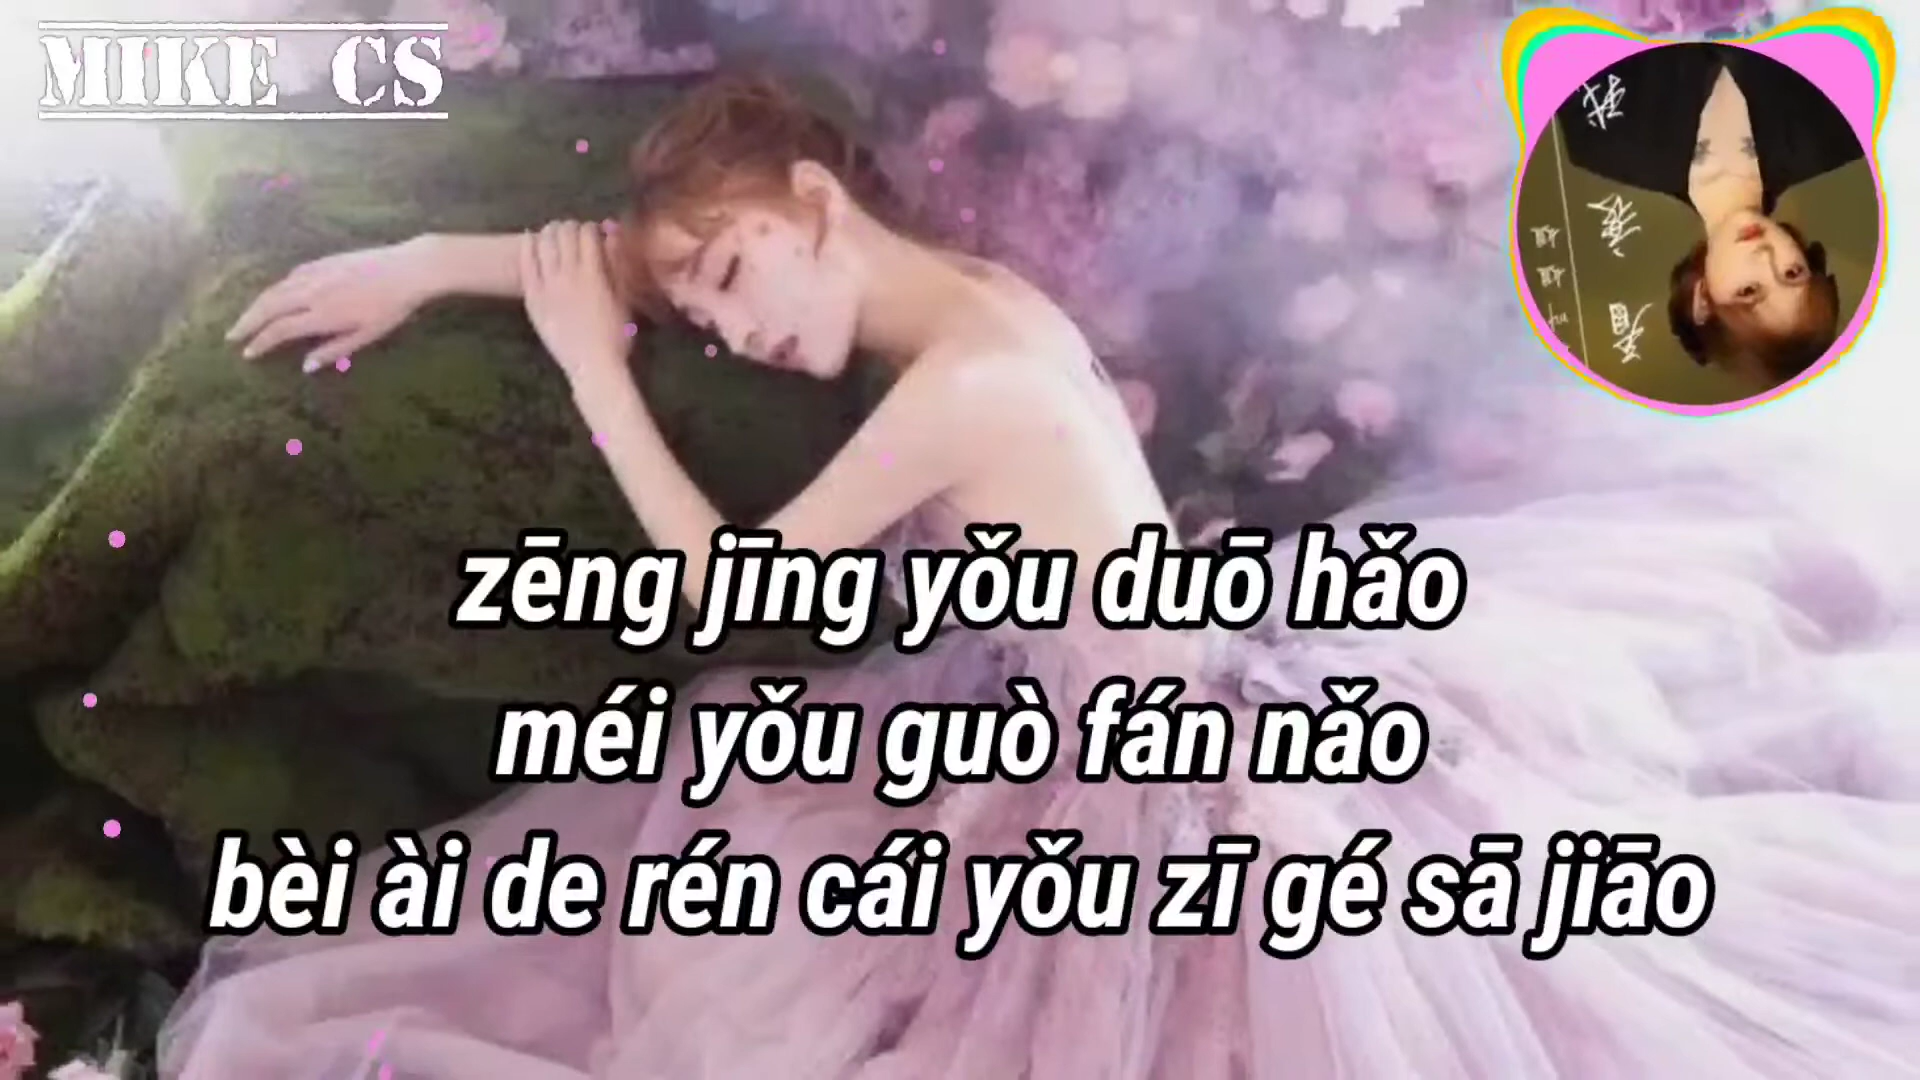 MIKE CS
zēng jīng yǒu duō hǎo
méi yǒu guò fán nǎo
bèi ài de rén cái yǒu zī gé sā jiāo